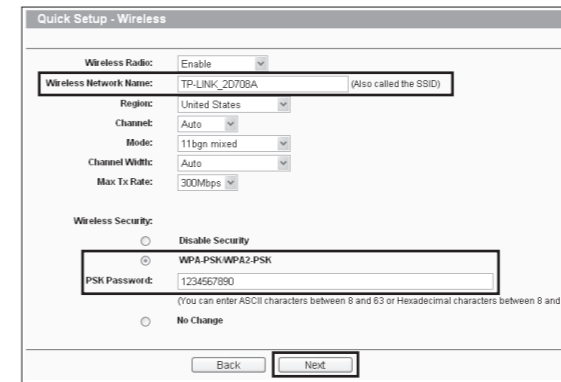 Quick Setup - Wireless
Wireless Radio: Enable
Wireless Network Name: TP-LINK_2D708A (Also called the SSID)
Region: United States
Channel: Auto
Mode: 11bgn mixed
Channel Width: Auto
Max Tx Rate: 300Mbps
Wireless Security:
Disable Security
WPA-PSK/WPA2-PSK
PSK Password: 1234567890
(You can enter ASCII characters between 8 and 63 or Hexadecimal characters between 8 and
No Change
Back Next